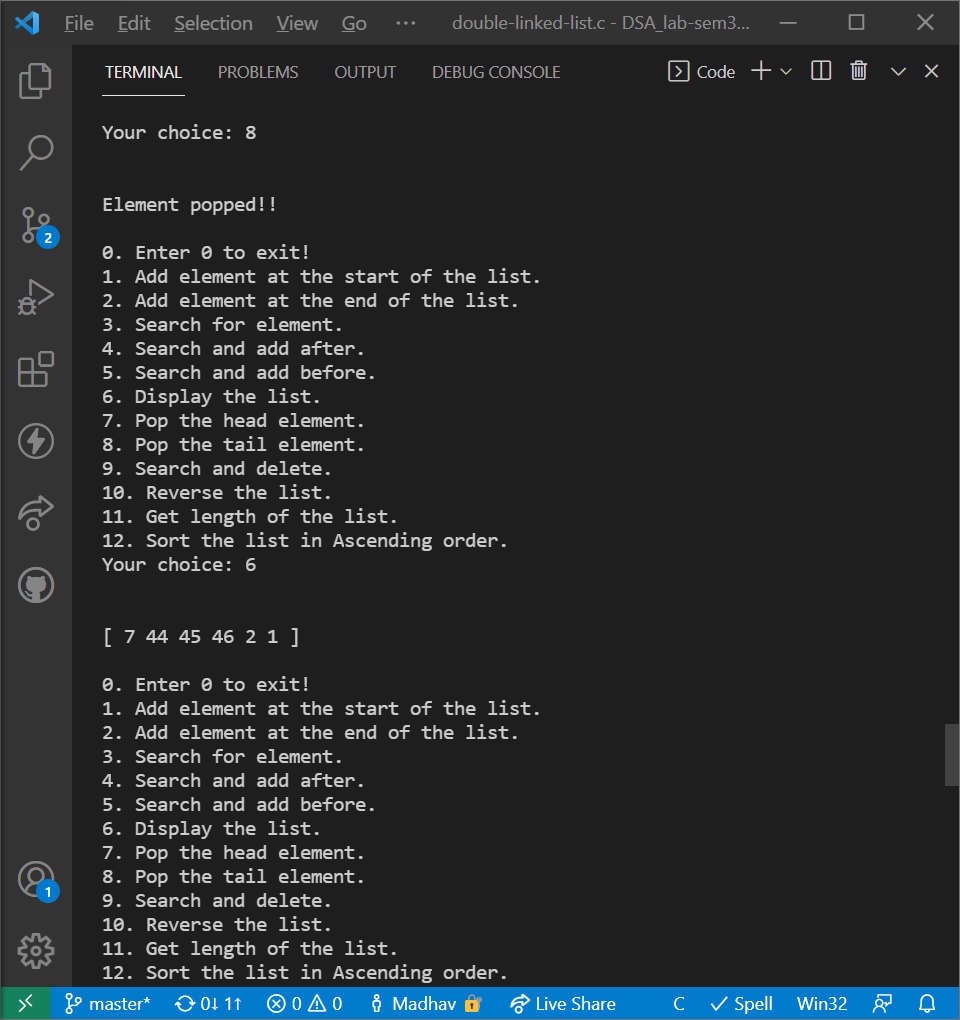 File Edit Selection View Go ··· double-linked-list.c - DSA_lab-sem3...
TERMINAL PROBLEMS OUTPUT DEBUG CONSOLE Code
Your choice: 8
Element popped!!
0. Enter 0 to exit!
1. Add element at the start of the list.
2. Add element at the end of the list.
3. Search for element.
4. Search and add after.
5. Search and add before.
6. Display the list.
7. Pop the head element.
8. Pop the tail element.
9. Search and delete.
10. Reverse the list.
11. Get length of the list.
12. Sort the list in Ascending order.
Your choice: 6
[ 7 44 45 46 2 1 ]
0. Enter 0 to exit!
1. Add element at the start of the list.
2. Add element at the end of the list.
3. Search for element.
4. Search and add after.
5. Search and add before.
6. Display the list.
7. Pop the head element.
8. Pop the tail element.
9. Search and delete.
10. Reverse the list.
11. Get length of the list.
12. Sort the list in Ascending order.
2
1
master* 0↓ 1↑ 0 0 Madhav Live Share C Spell Win32